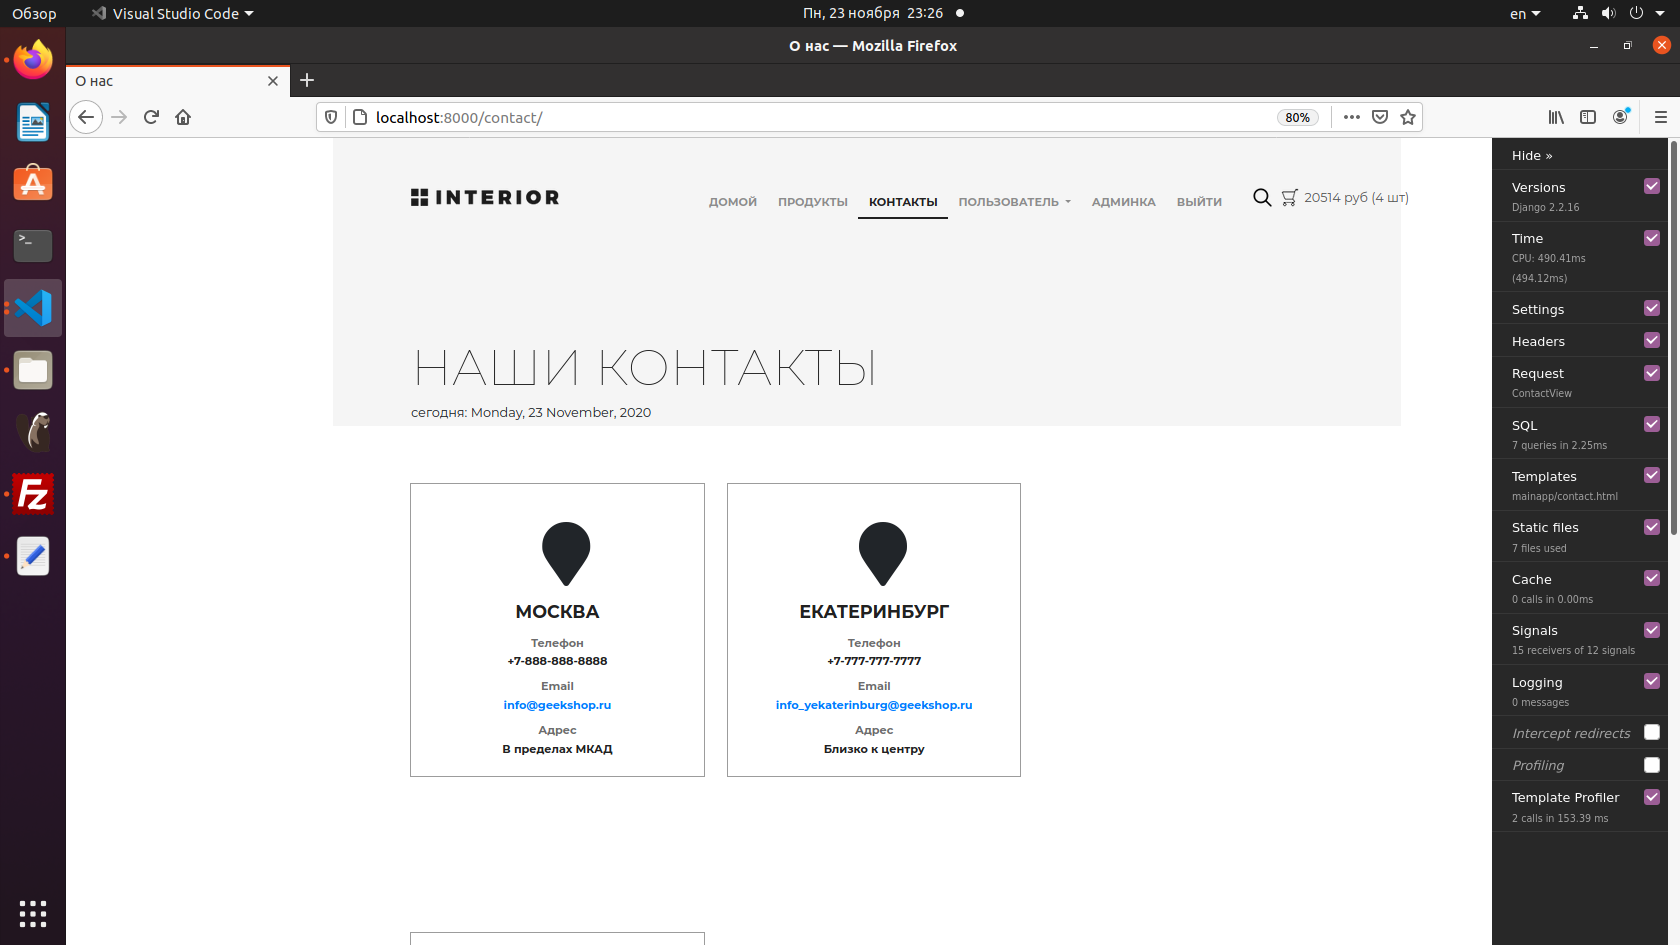 Обзор
Visual Studio Code
Пн, 23 ноября 23:26
en
О нас — Mozilla Firefox
О нас
localhost:8000/contact/
80%
INTERIOR
ДОМОЙ
ПРОДУКТЫ
КОНТАКТЫ
ПОЛЬЗОВАТЕЛЬ
АДМИНКА
ВЫЙТИ
20514 руб (4 шт)
НАШИ КОНТАКТЫ
сегодня: Monday, 23 November, 2020
МОСКВА
Телефон
+7-888-888-8888
Email
info@geekshop.ru
Адрес
В пределах МКАД
ЕКАТЕРИНБУРГ
Телефон
+7-777-777-7777
Email
info_yekaterinburg@geekshop.ru
Адрес
Близко к центру
Hide »
Versions
Django 2.2.16
Time
CPU: 490.41ms
(494.12ms)
Settings
Headers
Request
ContactView
SQL
7 queries in 2.25ms
Templates
mainapp/contact.html
Static files
7 files used
Cache
0 calls in 0.00ms
Signals
15 receivers of 12 signals
Logging
0 messages
Intercept redirects
Profiling
Template Profiler
2 calls in 153.39 ms